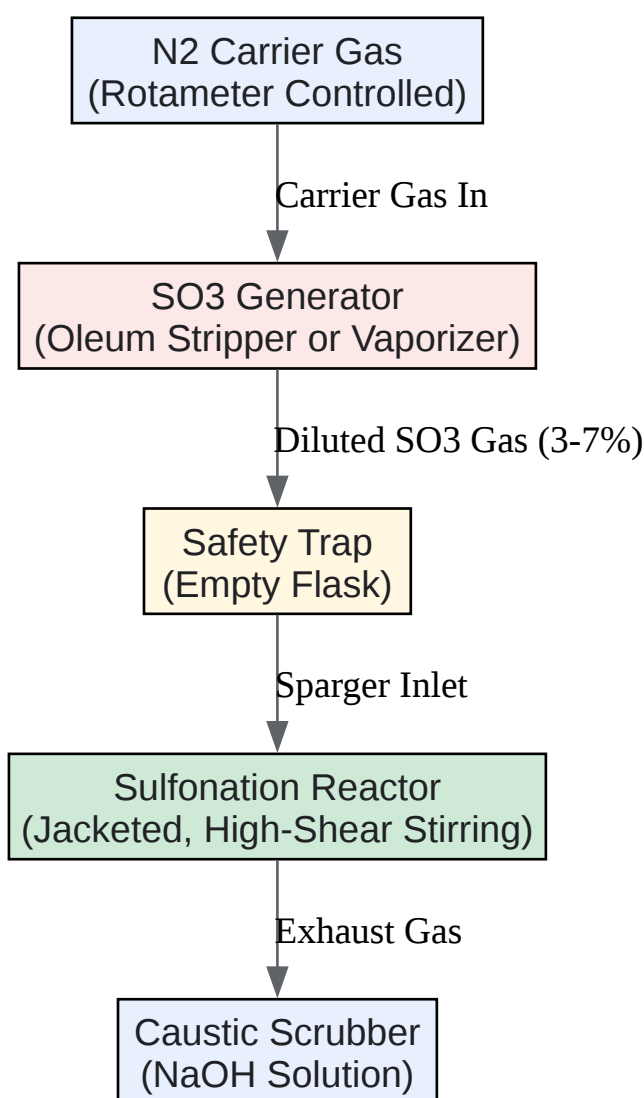 N2 Carrier Gas
(Rotameter Controlled)
Carrier Gas In
SO3 Generator
(Oleum Stripper or Vaporizer)
Diluted SO3 Gas (3-7%)
Safety Trap
(Empty Flask)
Sparger Inlet
Sulfonation Reactor
(Jacketed, High-Shear Stirring)
Exhaust Gas
Caustic Scrubber
(NaOH Solution)